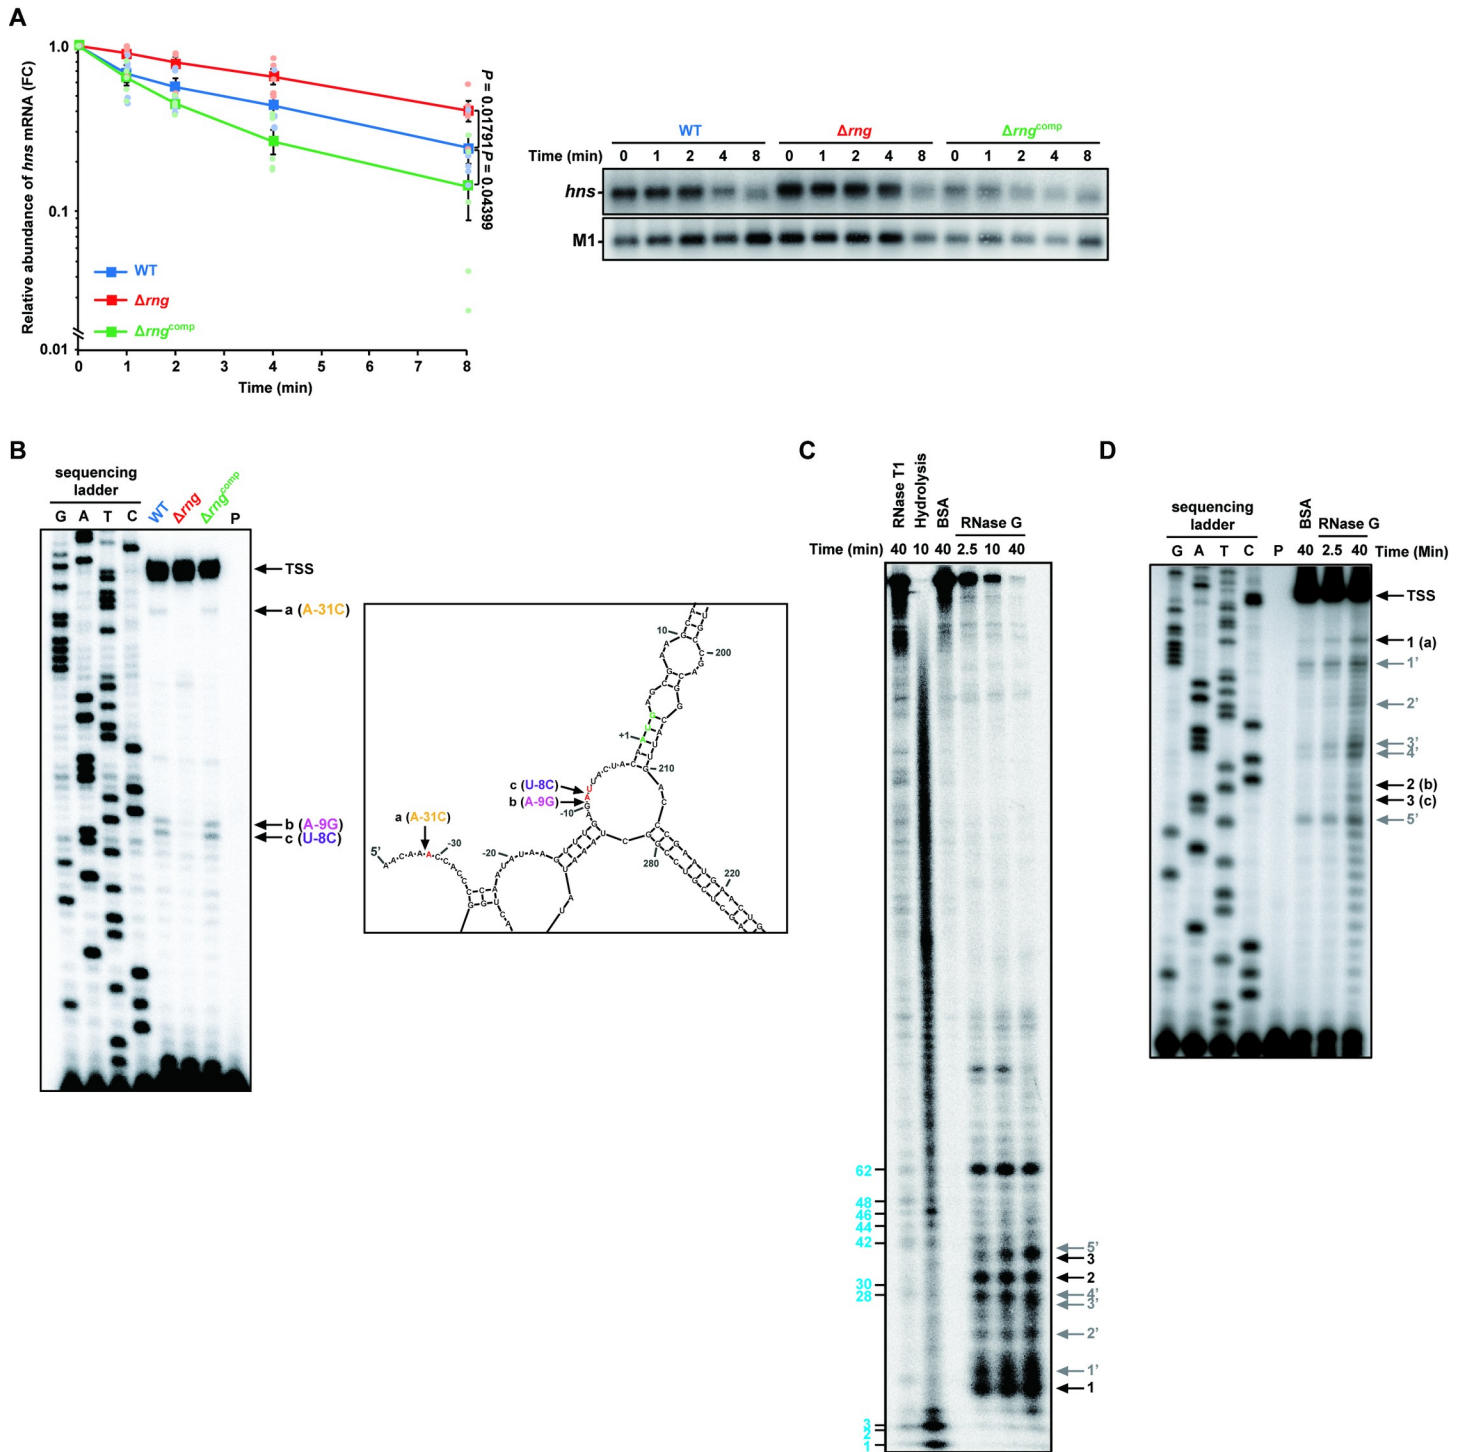 A
Relative abundance of hns mRNA (FC)
1.0
0.1
0.01
0 1 2 3 4 5 6 7 8
Time (min)
WT
Δrng
Δrngcomp
P = 0.01791
P = 0.04399
WT Δrng Δrngcomp
Time (min) 0 1 2 4 8 0 1 2 4 8 0 1 2 4 8
hns
M1
B
sequencing
ladder
G A T C WT Δrng Δrngcomp P
TSS
a (A-31C)
b (A-9G)
c (U-8C)
10
200
+1
210
c (U-8C)
b (A-9G)
-10
a (A-31C)
-30
-20
5'
280
220
C
RNase T1 Hydrolysis BSA RNase G
Time (min) 40 10 40 2.5 10 40
62
48
46
44
42
30
28
3
2
1
5'
3
2
4'
3'
2'
1'
1
D
sequencing
ladder
BSA RNase G
G A T C P 40 2.5 40 Time (Min)
TSS
1 (a)
1'
2'
3'
4'
2 (b)
3 (c)
5'